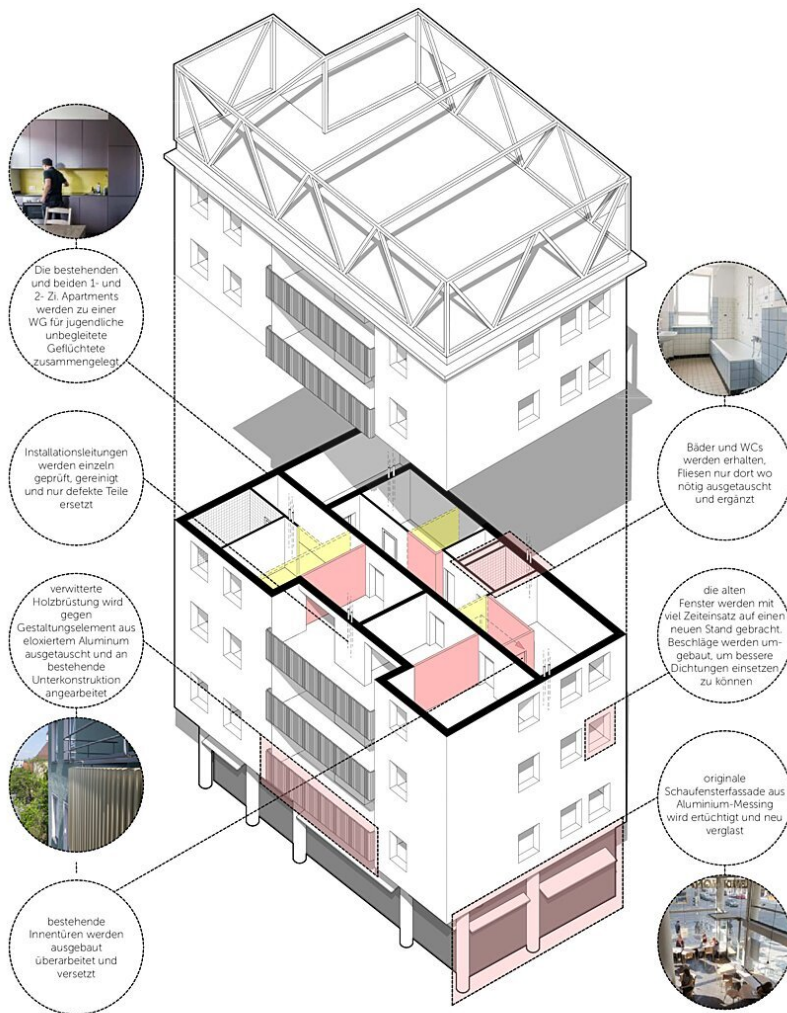 Die bestehenden
und beiden 1- und
2- Zi. Apartments
werden zu einer
WG für jugendliche
unbegleitete
Geflüchtete
zusammengelegt
Installationsleitungen
werden einzeln
geprüft, gereinigt
und nur defekte Teile
ersetzt
verwitterte
Holzbrüstung wird
gegen
Gestaltungselement aus
eloxiertem Aluminum
ausgetauscht und an
bestehende
Unterkonstruktion
angearbeitet
bestehende
Innentüren werden
ausgebaut
überarbeitet und
versetzt
Bäder und WCs
werden erhalten,
Fliesen nur dort wo
nötig ausgetauscht
und ergänzt
die alten
Fenster werden mit
viel Zeiteinsatz auf einen
neuen Stand gebracht.
Beschläge werden um-
gebaut, um bessere
Dichtungen einsetzen
zu können
originale
Schaufensterfassade aus
Aluminium-Messing
wird ertüchtigt und neu
verglast